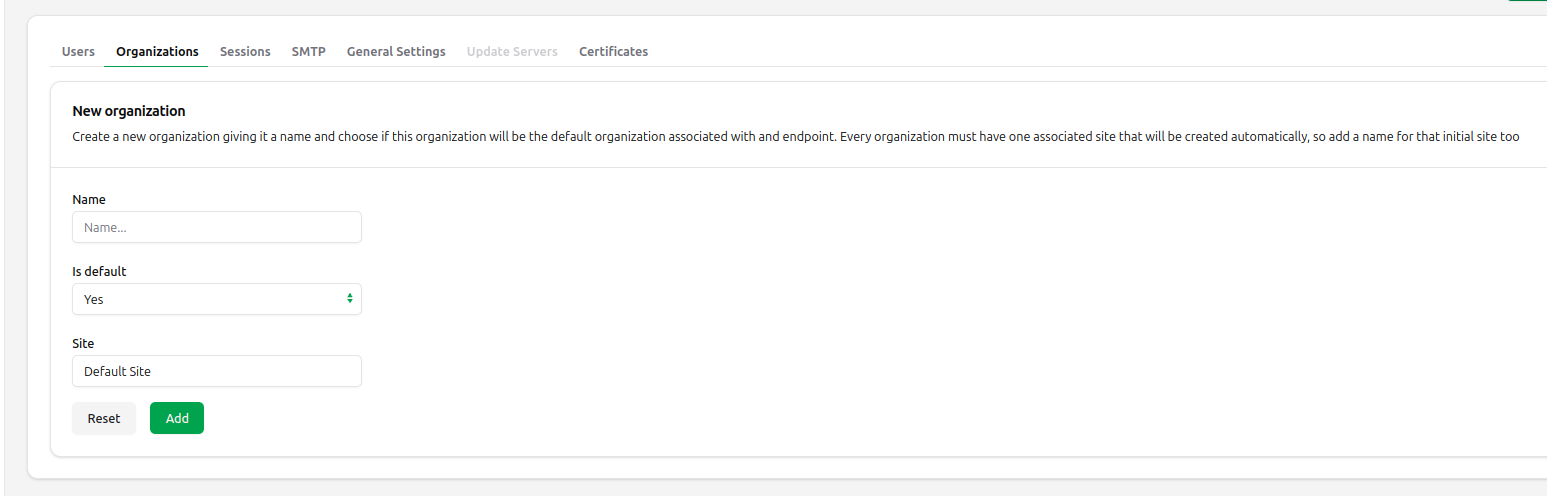 Users Organizations Sessions SMTP General Settings Update Servers Certificates
New organization
Create a new organization giving it a name and choose if this organization will be the default organization associated with and endpoint. Every organization must have one associated site that will be created automatically, so add a name for that initial site too
Name
Name...
Is default
Yes
Site
Default Site
Reset Add